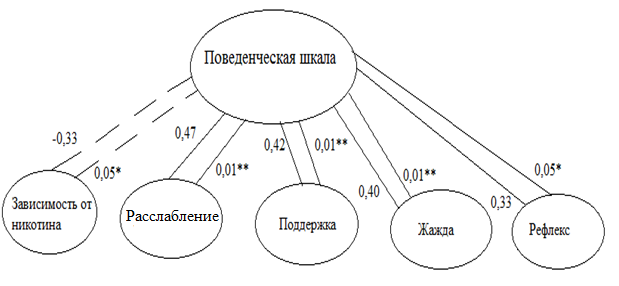 Поведенческая шкала
-0,33
0,05*
0,47
0,01**
0,42
0,01**
0,40
0,01**
0,33
0,05*
Зависимость от
никотина
Расслабление
Поддержка
Жажда
Рефлекс